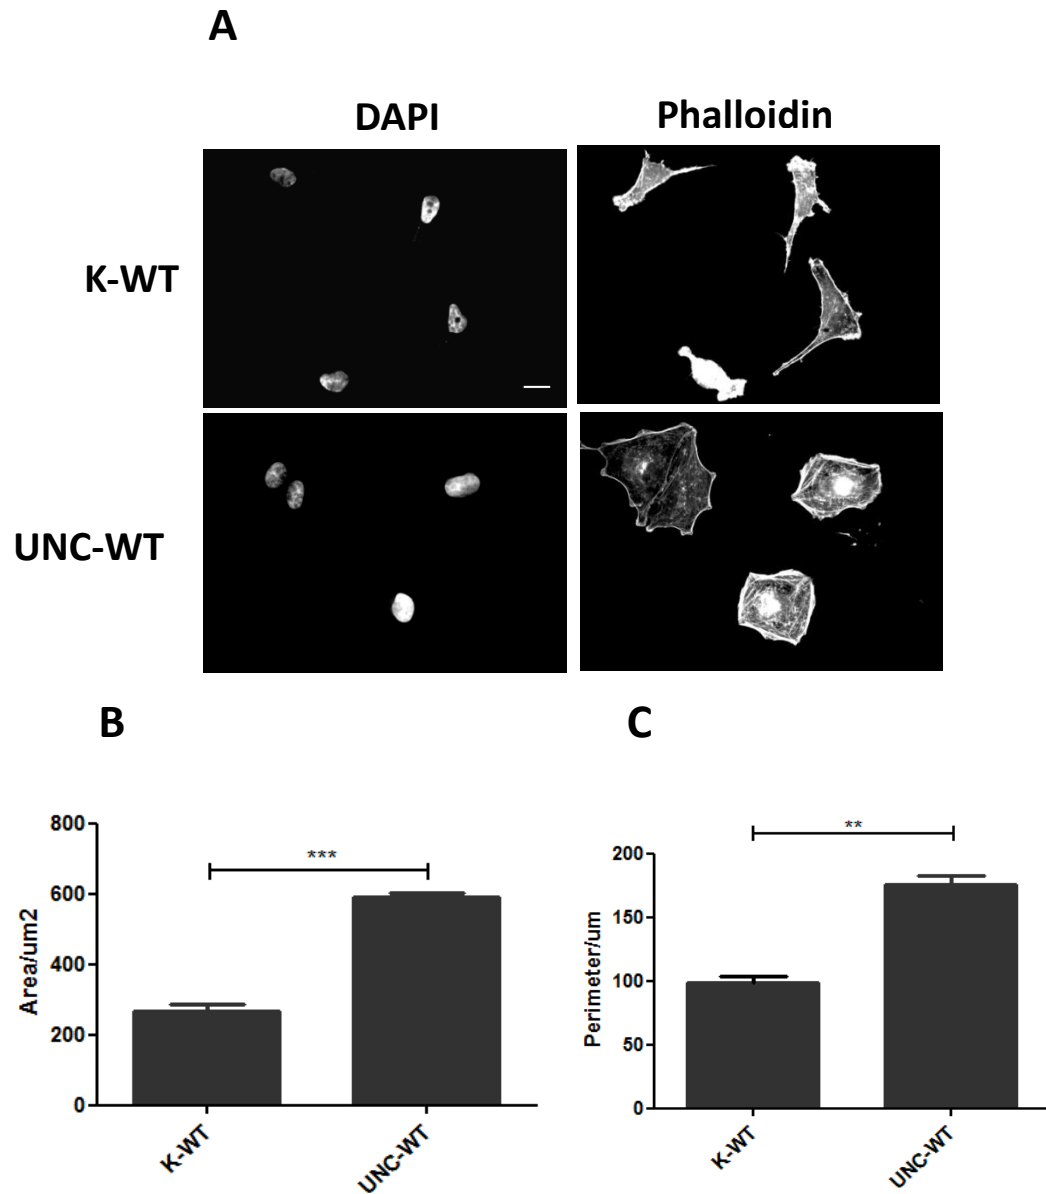 A
DAPI
Phalloidin
K-WT
UNC-WT
B
C
800
600
400
200
0
Area/um2
***
K-WT
UNC-WT
200
150
100
50
0
Perimeter/um
**
K-WT
UNC-WT